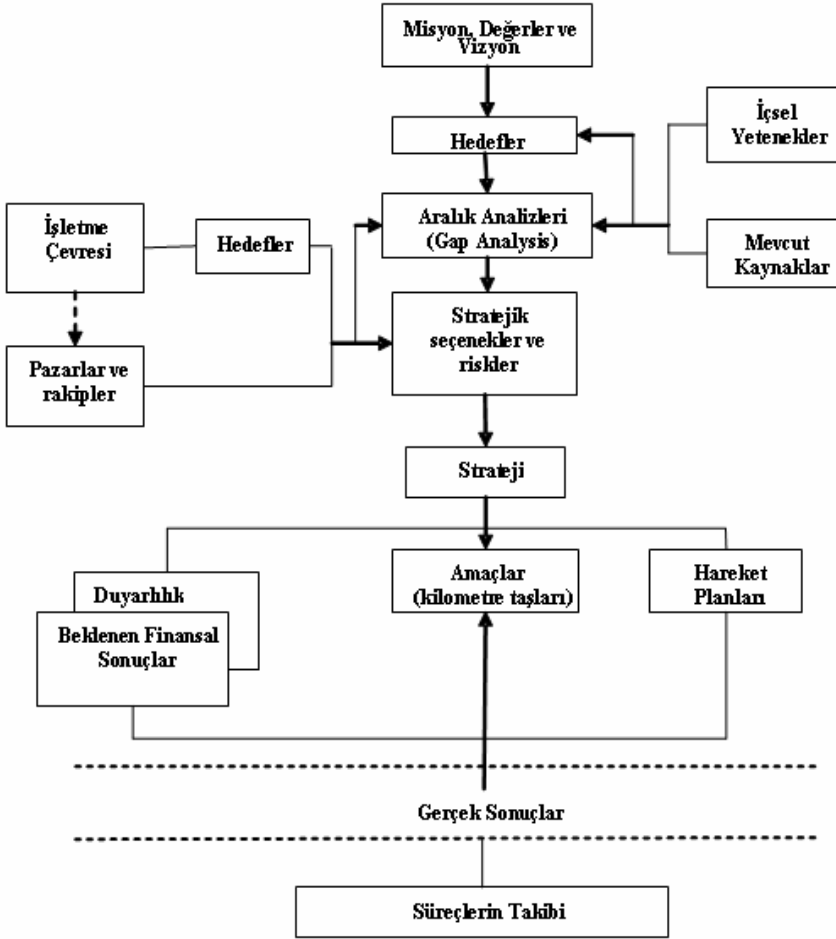 Misyon, Değerler ve
Vizyon
Hedefler
İçsel
Yetenekler
Aralık Analizleri
(Gap Analysis)
Mevcut
Kaynaklar
İşletme
Çevresi
Hedefler
Stratejik
seçenekler ve
riskler
Pazarlar ve
rakipler
Strateji
Amaçlar
(kilometre taşları)
Hareket
Planları
Duyarlılık
Beklenen Finansal
Sonuçlar
Gerçek Sonuçlar
Süreçlerin Takibi